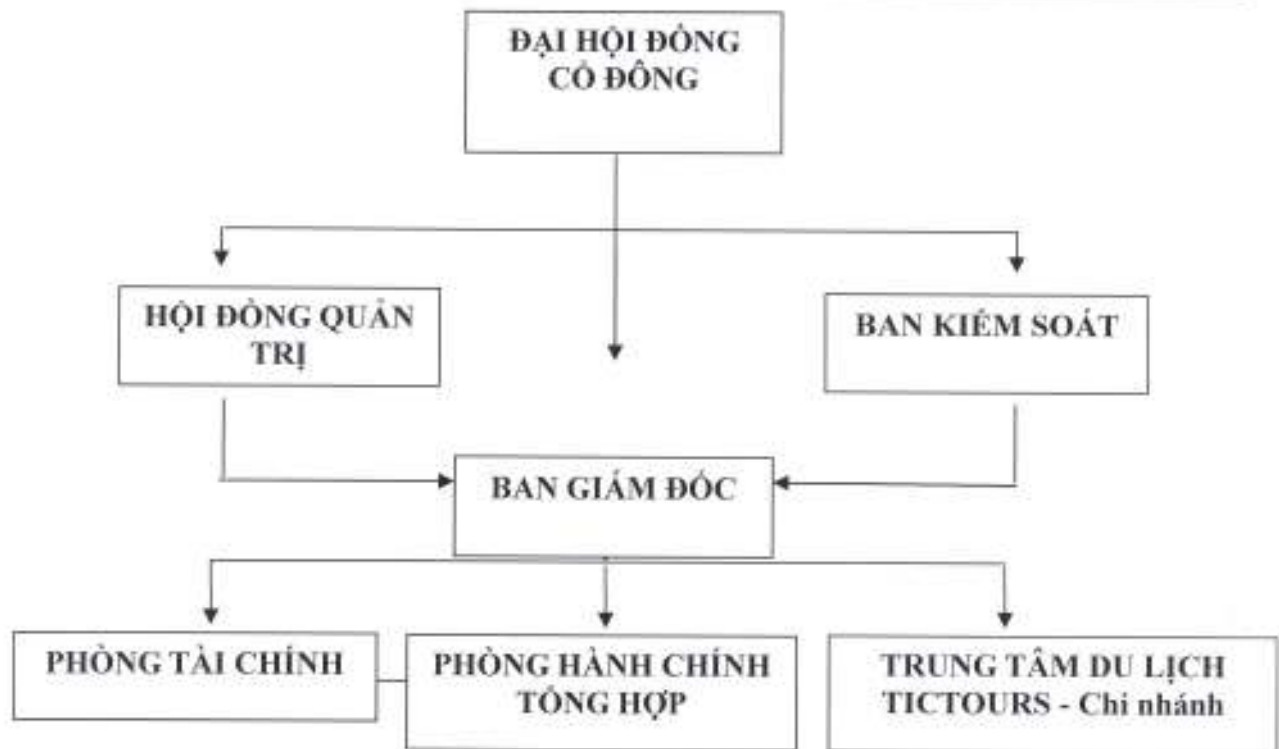 ĐẠI HỘI ĐỒNG
CỔ ĐÔNG
HỘI ĐỒNG QUẢN
TRỊ
BAN KIỂM SOÁT
BAN GIÁM ĐỐC
PHÒNG TÀI CHÍNH
PHÒNG HÀNH CHÍNH
TỔNG HỢP
TRUNG TÂM DU LỊCH
TICTOURS - Chi nhánh